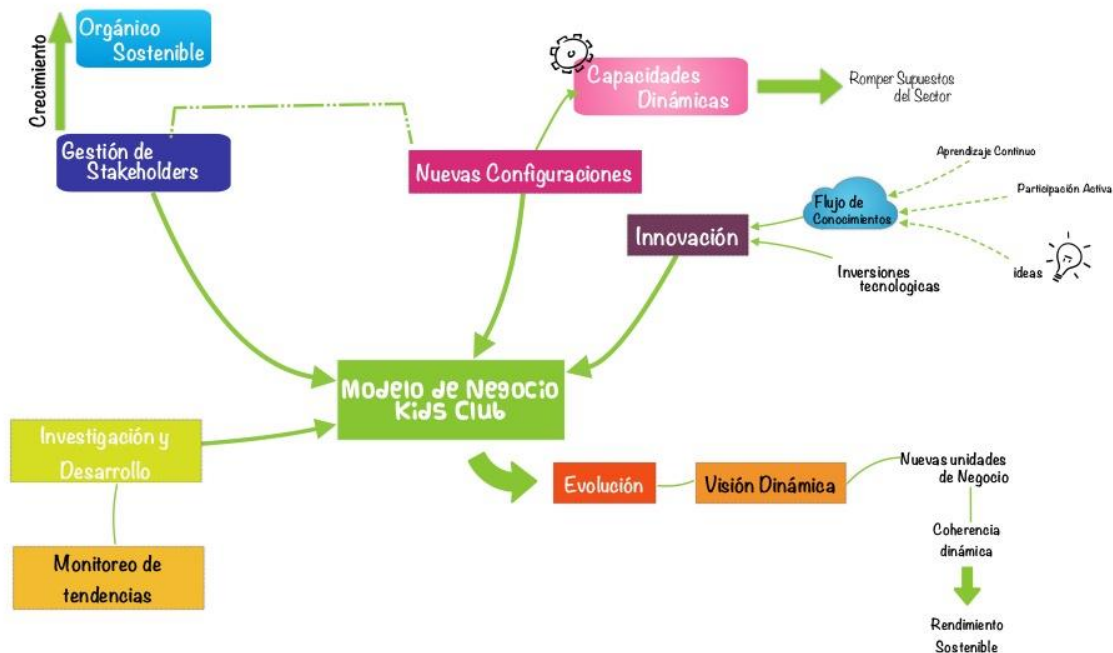 Crecimiento
Orgánico
Sostenible
Gestión de
Stakeholders
Capacidades
Dinámicas
Romper Supuestos
del Sector
Nuevas Configuraciones
Aprendizaje Continuo
Participación Activa
Flujo de
Conocimientos
Innovación
Inversiones
tecnologicas
ideas
Modelo de Negocio
Kids Club
Investigación y
Desarrollo
Monitoreo de
tendencias
Evolución
Visión Dinámica
Nuevas unidades
de Negocio
Coherencia
dinámica
Rendimiento
Sostenible